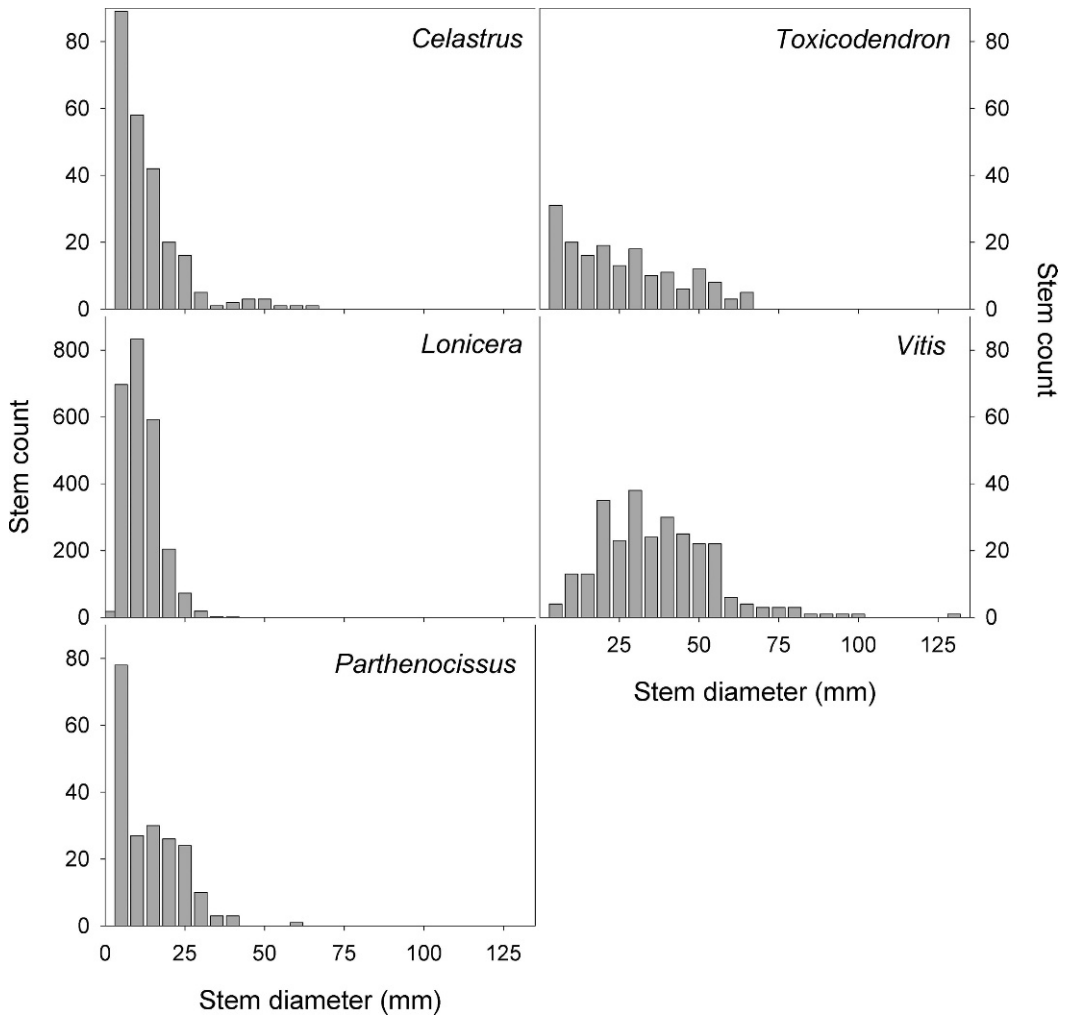 Celastrus
80
60
40
20
0
Toxicodendron
80
60
40
20
0
Lonicera
800
600
400
200
0
Vitis
80
60
40
20
0
25 50 75 100 125
Stem diameter (mm)
Parthenocissus
80
60
40
20
0
0 25 50 75 100 125
Stem diameter (mm)
Stem count
Stem count